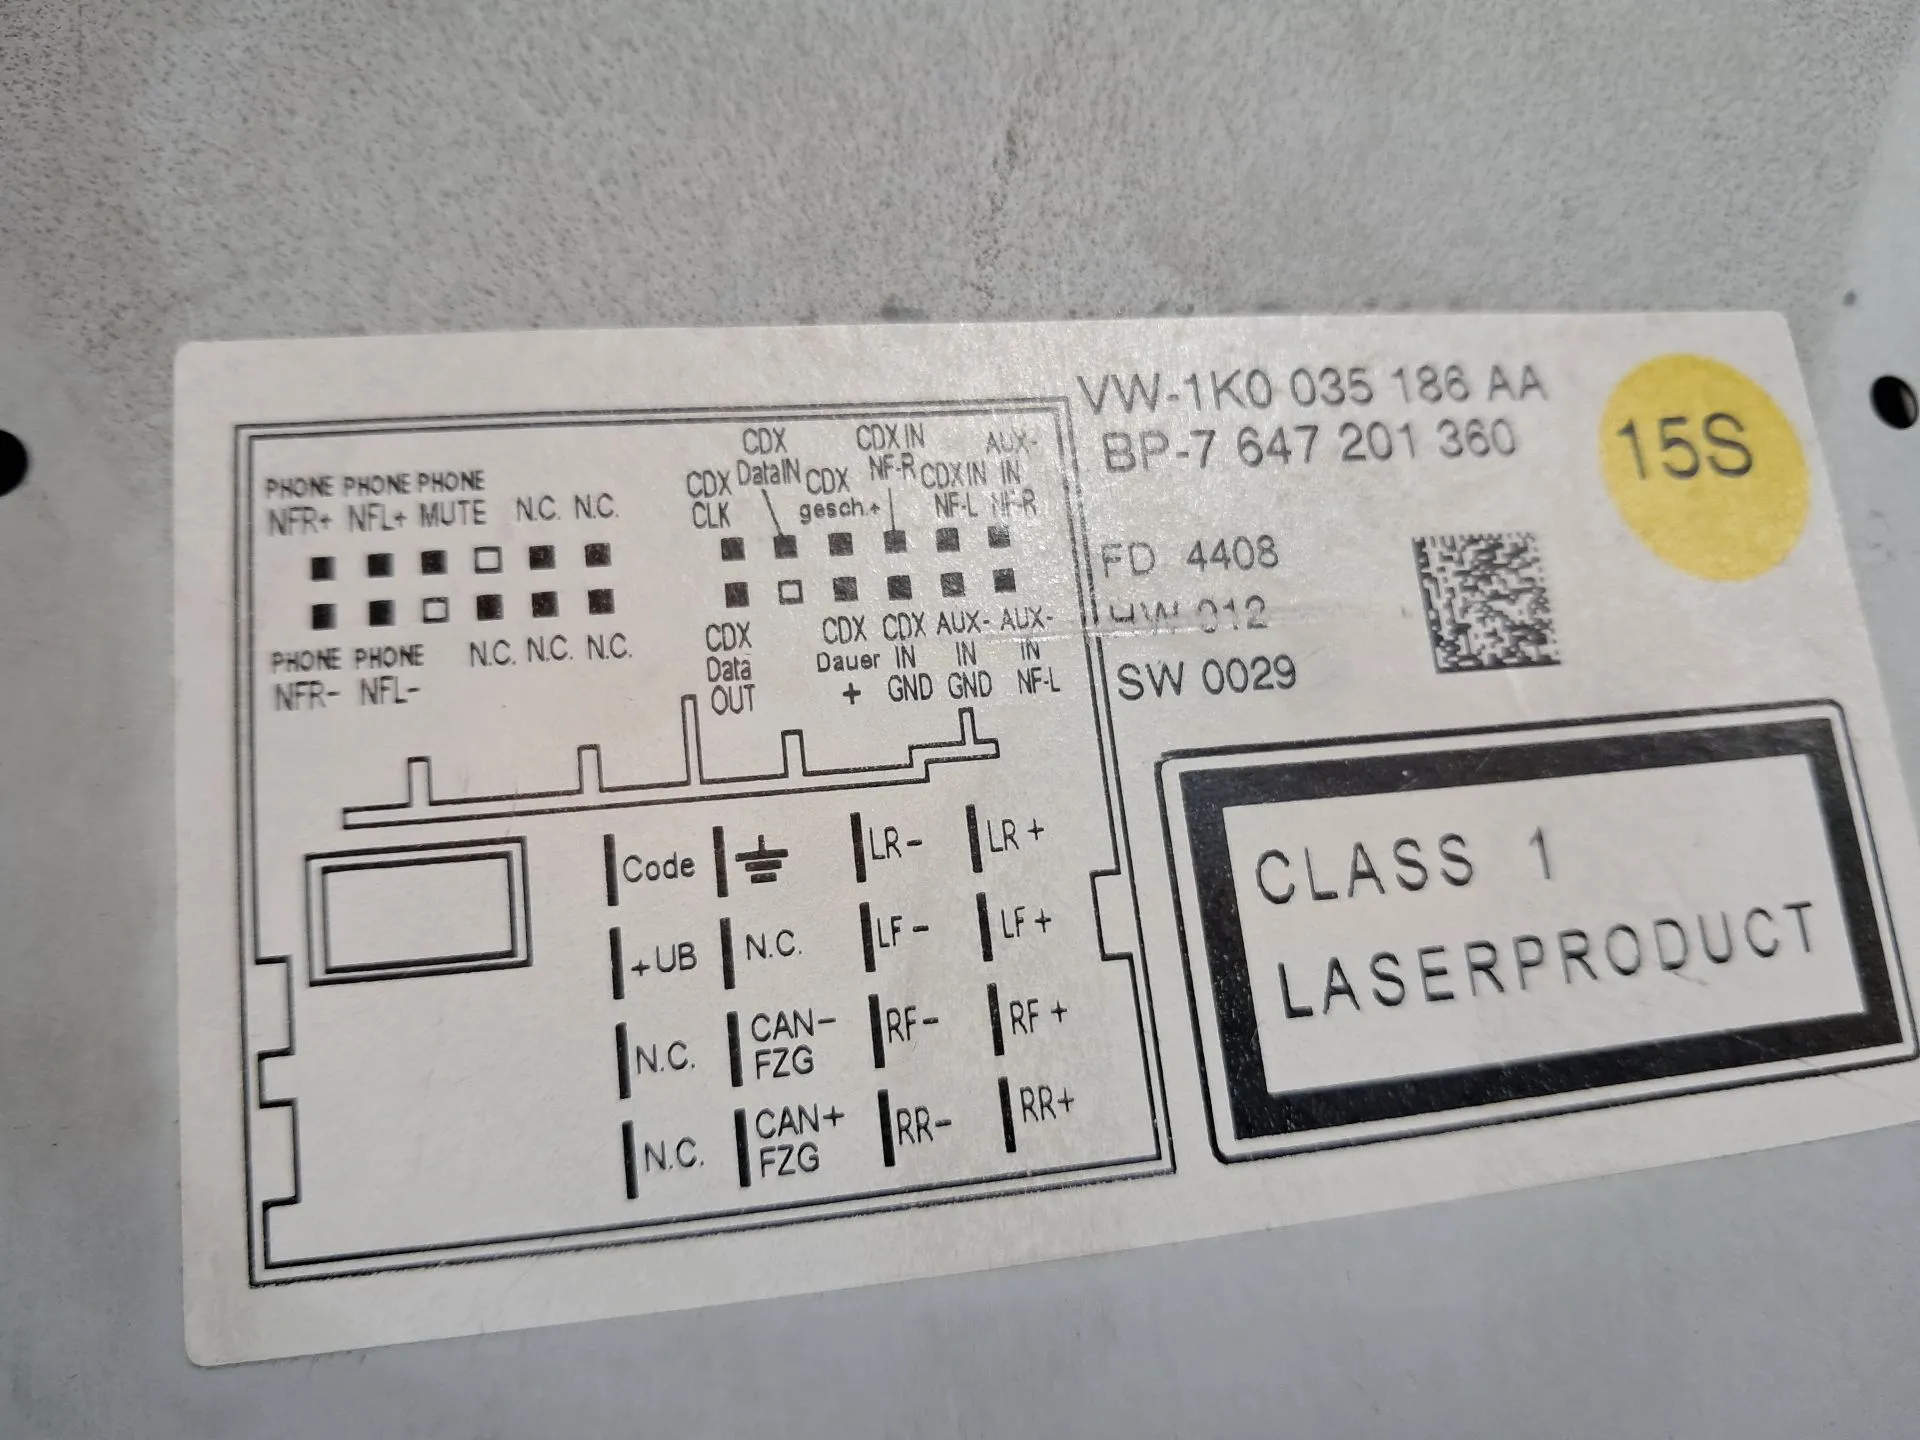 VW-1K0 035 186 AA
BP-7 647 201 360
15S
FD 4408
HW 012
SW 0029
CLASS 1
LASERPRODUCT
PHONE PHONE PHONE
NFR+ NFL+ MUTE N.C. N.C.
PHONE PHONE N.C. N.C. N.C.
NFR- NFL-
CDX CDX IN AUX-
CDX DataIN CDX NF-R CDX IN IN
CLK gesch.+ NF-L NF-R
CDX CDX CDX AUX- AUX-
Data Dauer IN IN IN
OUT + GND GND NF-L
Code LR- LR+
+UB N.C. LF- LF+
N.C. CAN- RF- RF+
FZG
N.C. CAN+ RR- RR+
FZG